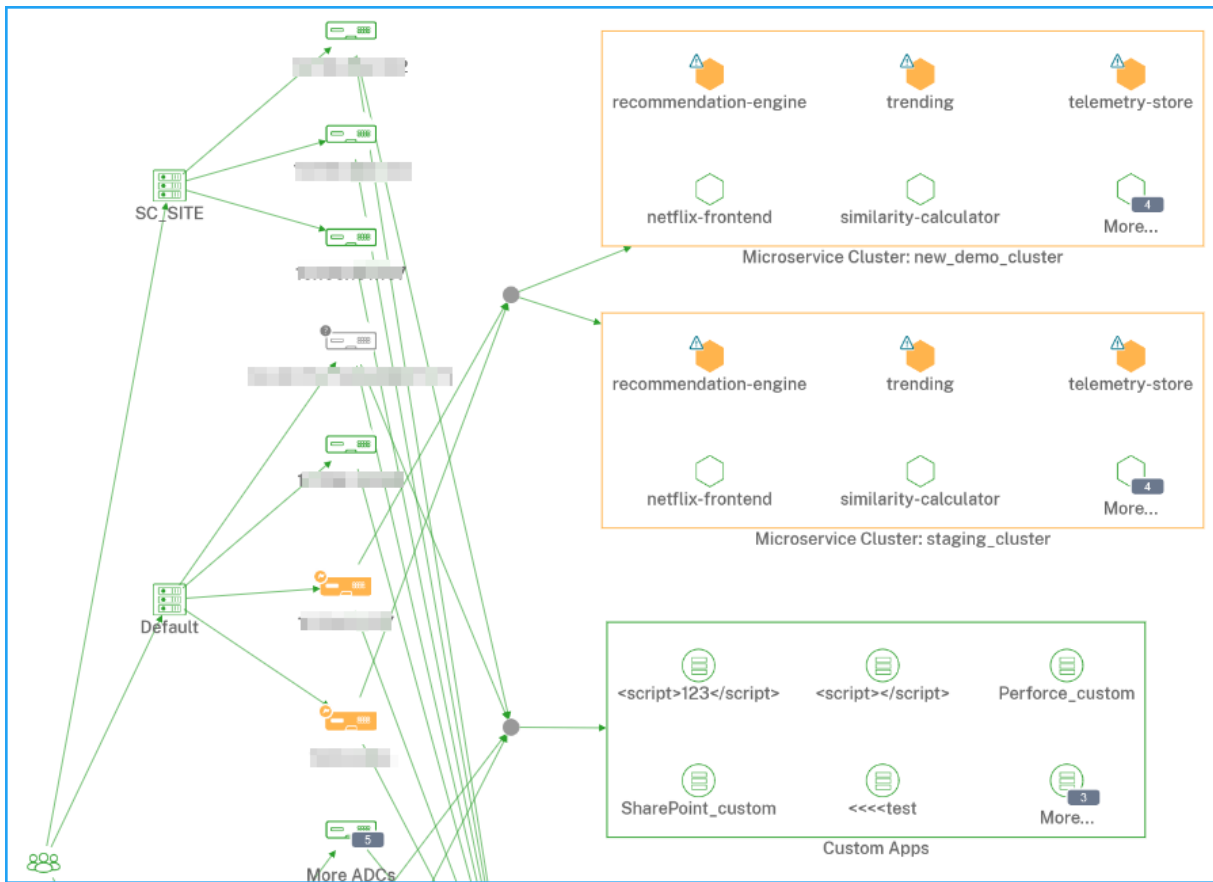 SC_SITE
Default
5
More ADCs
recommendation-engine
trending
telemetry-store
netflix-frontend
similarity-calculator
4
More...
Microservice Cluster: new_demo_cluster
recommendation-engine
trending
telemetry-store
netflix-frontend
similarity-calculator
4
More...
Microservice Cluster: staging_cluster
<script>123</script>
<script></script>
Perforce_custom
SharePoint_custom
<<<<test
3
More...
Custom Apps